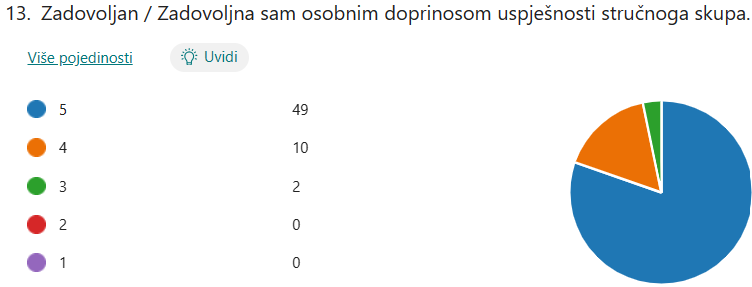 13. Zadovoljan / Zadovoljna sam osobnim doprinosom uspješnosti stručnoga skupa.
Više pojedinosti Uvidi
5 49
4 10
3 2
2 0
1 0